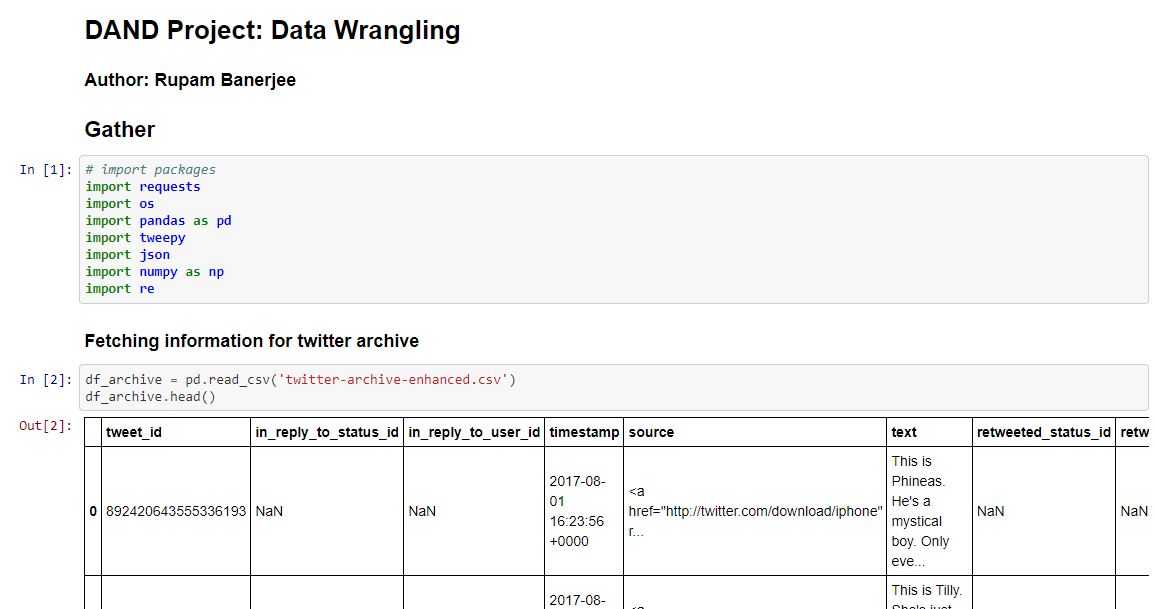 DAND Project: Data Wrangling
Author: Rupam Banerjee
Gather
In [1]:
# import packages
import requests
import os
import pandas as pd
import tweepy
import json
import numpy as np
import re
Fetching information for twitter archive
In [2]:
df_archive = pd.read_csv('twitter-archive-enhanced.csv')
df_archive.head()
Out[2]:
tweet_id in_reply_to_status_id in_reply_to_user_id timestamp source text retweeted_status_id retw
0 892420643555336193 NaN NaN
2017-08-
01
16:23:56
+0000
<a
href="http://twitter.com/download/iphone"
r...
This is
Phineas.
He's a
mystical
boy. Only
eve...
NaN NaN
2017-08-
<a
This is Tilly.
She's just